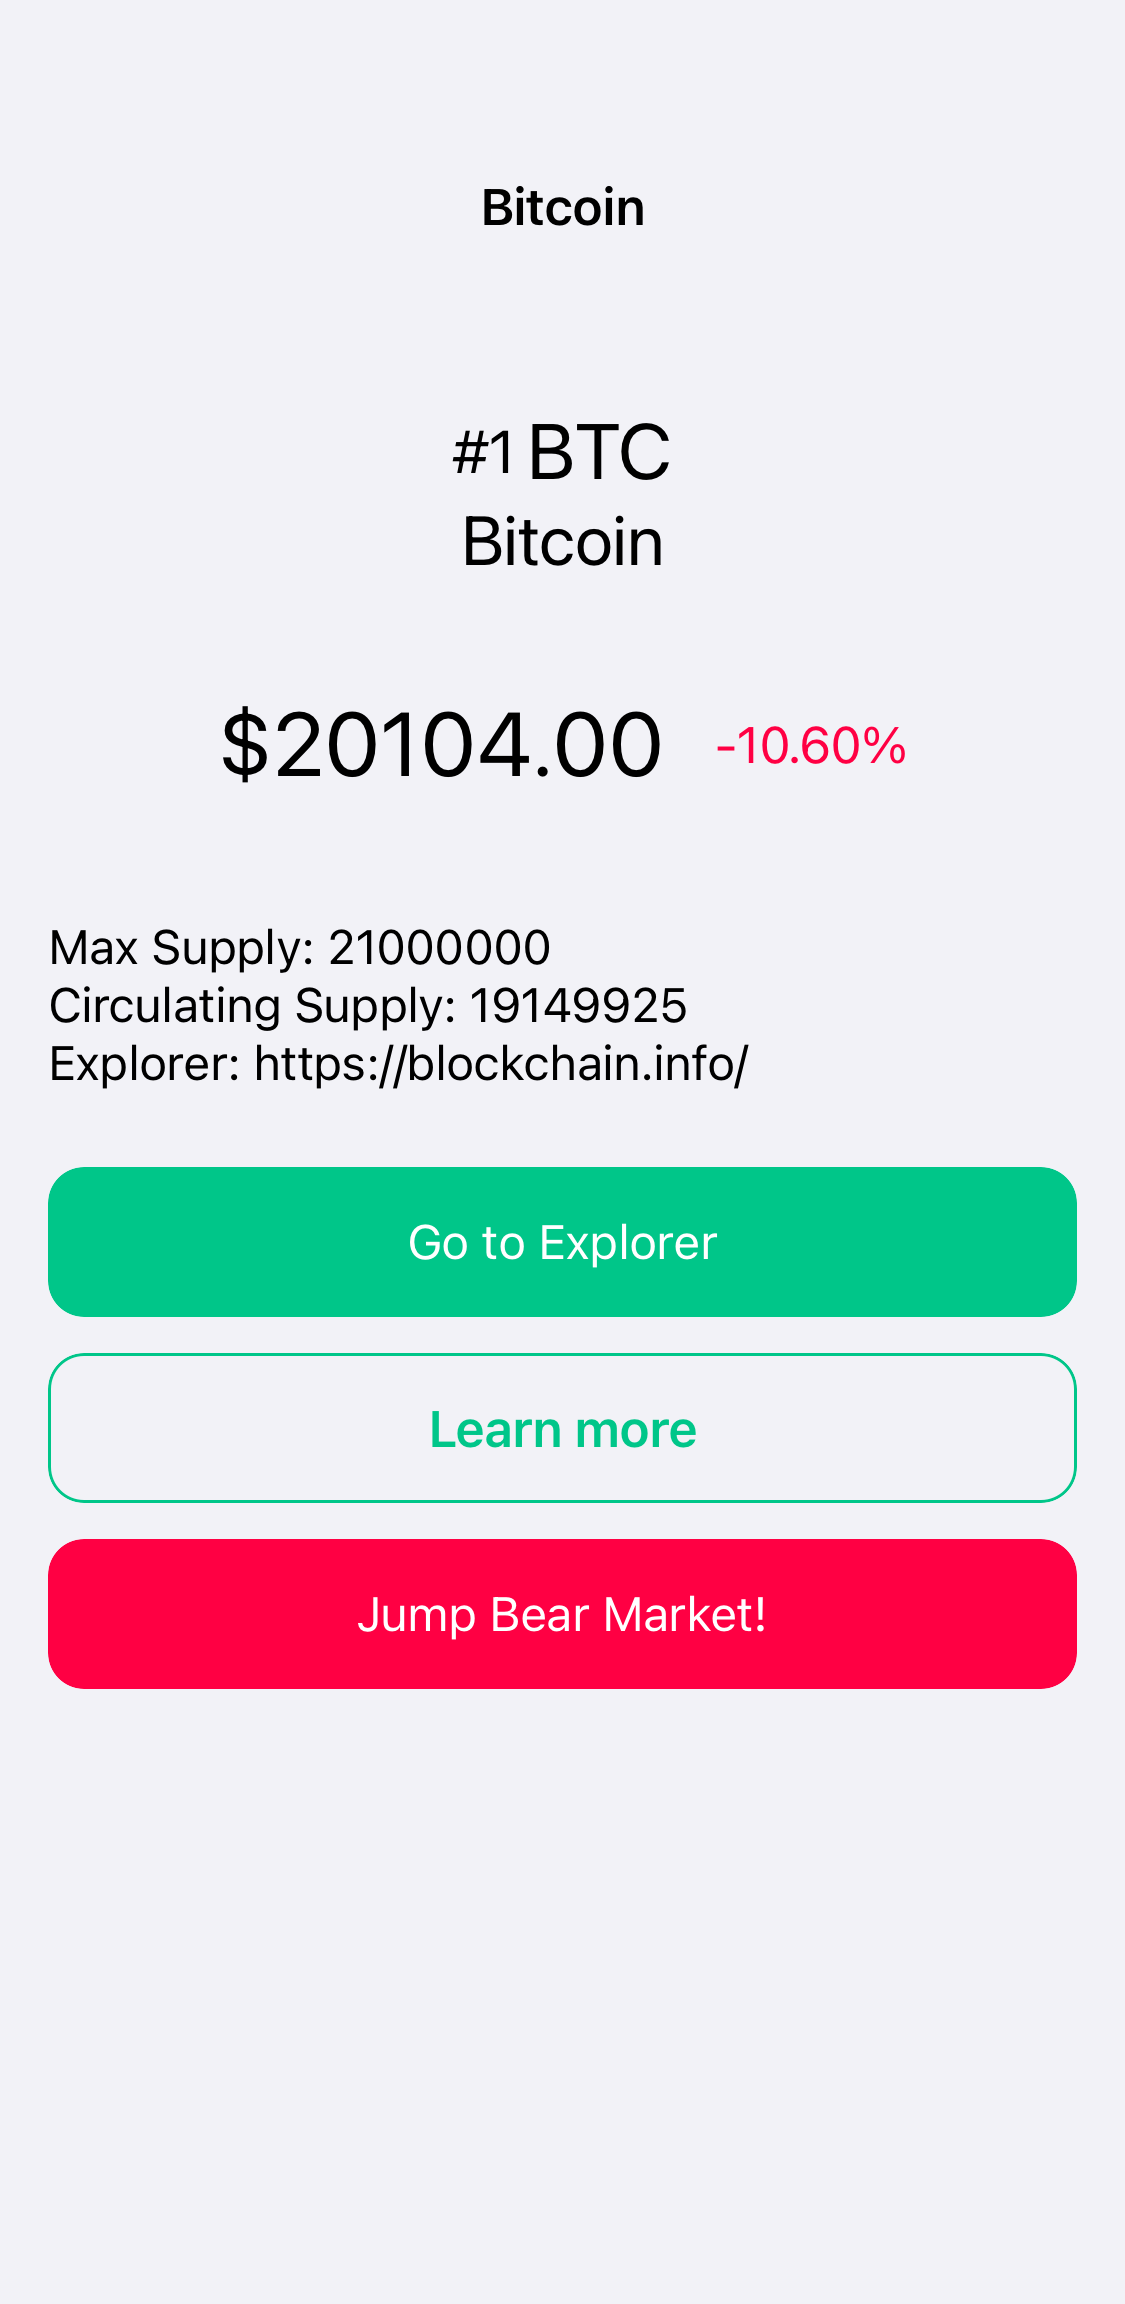 Bitcoin
#1 BTC
Bitcoin
$20104.00 -10.60%
Max Supply: 21000000
Circulating Supply: 19149925
Explorer: https://blockchain.info/
Go to Explorer
Learn more
Jump Bear Market!